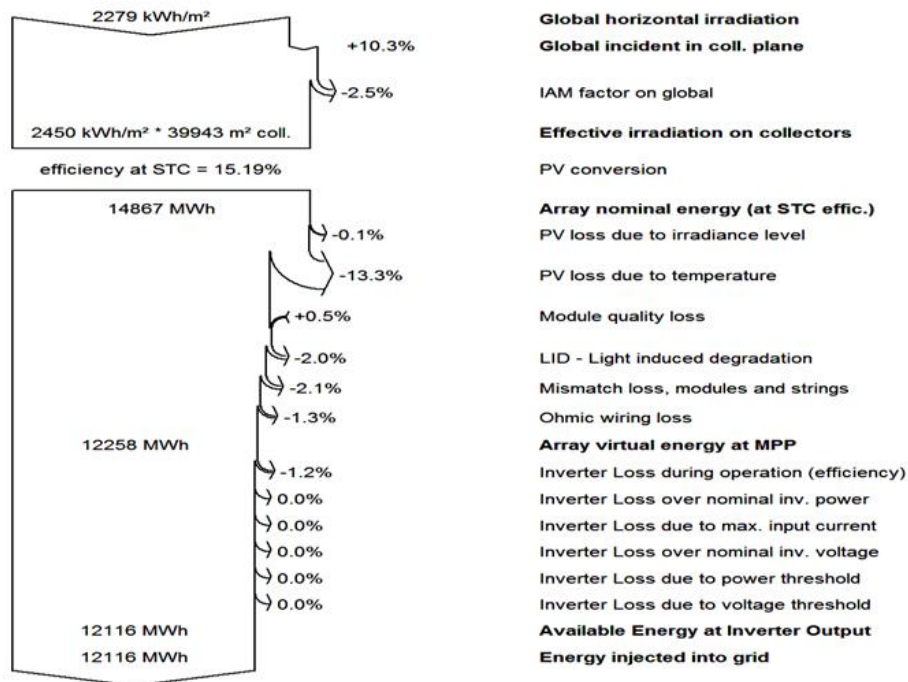 2279 kWh/m² Global horizontal irradiation
+10.3% Global incident in coll. plane
-2.5% IAM factor on global
2450 kWh/m² * 39943 m² coll. Effective irradiation on collectors
efficiency at STC = 15.19% PV conversion
14867 MWh Array nominal energy (at STC effic.)
-0.1% PV loss due to irradiance level
-13.3% PV loss due to temperature
+0.5% Module quality loss
-2.0% LID - Light induced degradation
-2.1% Mismatch loss, modules and strings
-1.3% Ohmic wiring loss
12258 MWh Array virtual energy at MPP
-1.2% Inverter Loss during operation (efficiency)
0.0% Inverter Loss over nominal inv. power
0.0% Inverter Loss due to max. input current
0.0% Inverter Loss over nominal inv. voltage
0.0% Inverter Loss due to power threshold
0.0% Inverter Loss due to voltage threshold
12116 MWh Available Energy at Inverter Output
12116 MWh Energy injected into grid